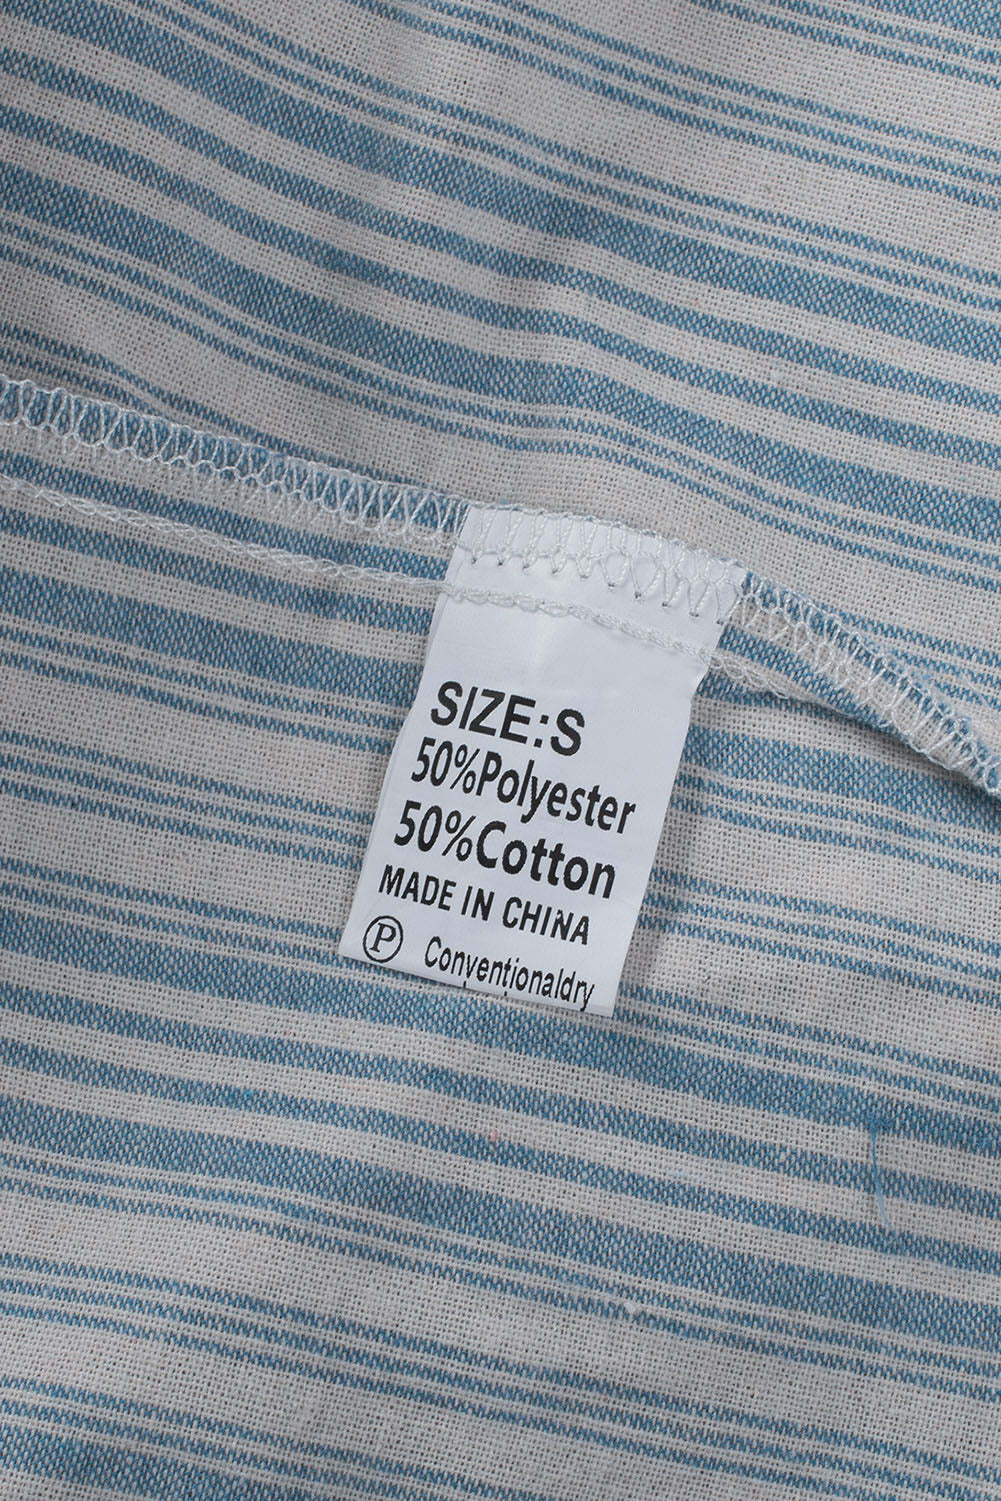 SIZE:S
50%Polyester
50%Cotton
MADE IN CHINA
P Conventionaldry